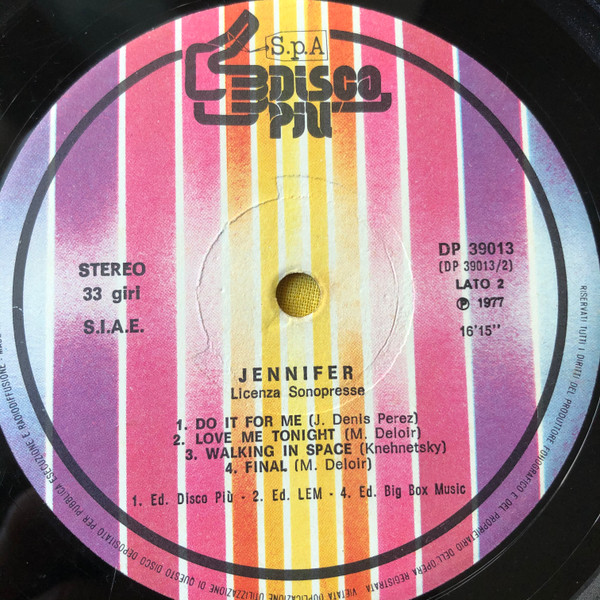 S.p.A
DISCO
PIÙ
STEREO
33 giri
S.I.A.E.
DP 39013
(DP 39013/2)
LATO 2
Ⓟ 1977
16'15''
JENNIFER
Licenza Sonopresse
1. DO IT FOR ME (J. Denis Perez)
2. LOVE ME TONIGHT (M. Deloir)
3. WALKING IN SPACE (Knehnetsky)
4. FINAL (M. Deloir)
1. Ed. Disco Più - 2. Ed. LEM - 4. Ed. Big Box Music
RISERVATI TUTTI I DIRITTI DEL PRODUTTORE FONOGRAFICO E DEL PROPRIETARIO DELL'OPERA REGISTRATA VIETATA DUPLICAZIONE UTILIZZAZIONE DI QUESTO DISCO DEPOSITATO PER PUBBLICA ESECUZIONE E RADIODIFFUSIONE